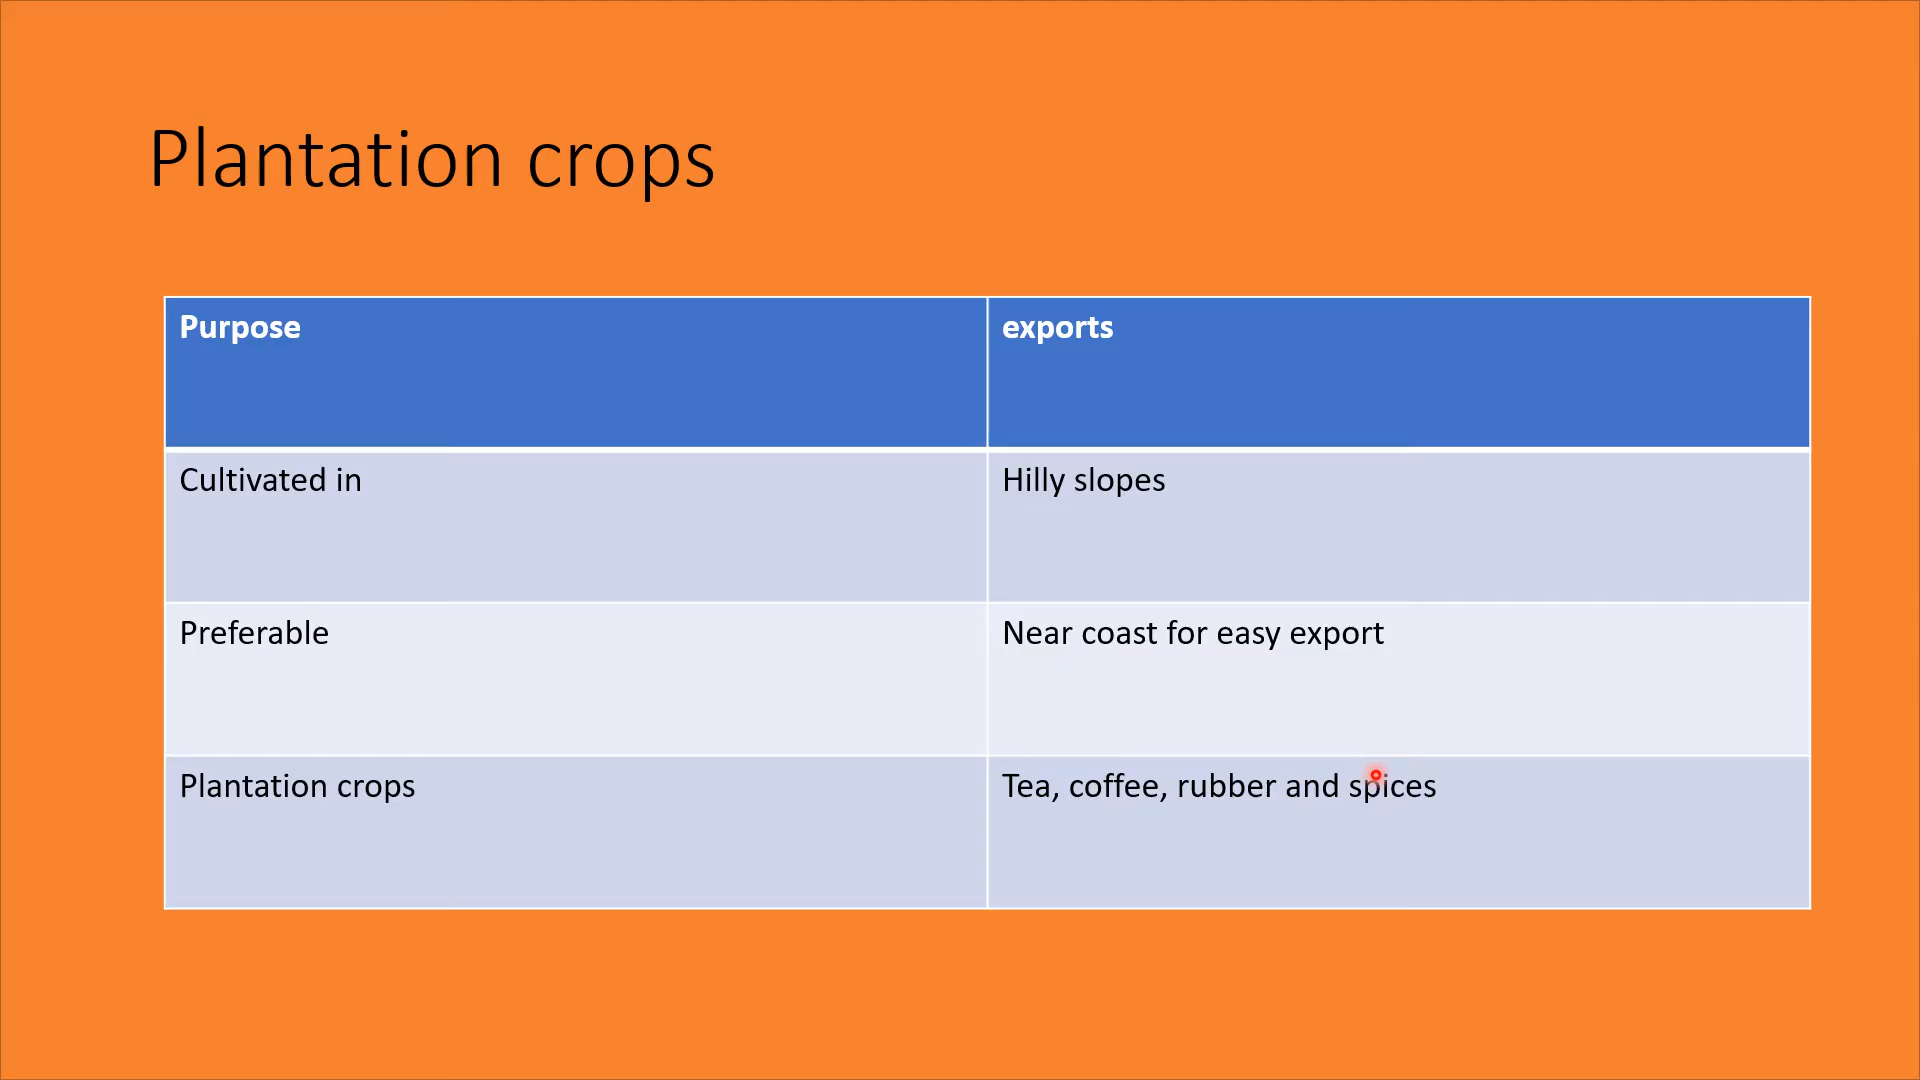 Plantation crops
Purpose
exports
Cultivated in
Hilly slopes
Preferable
Near coast for easy export
Plantation crops
Tea, coffee, rubber and spices